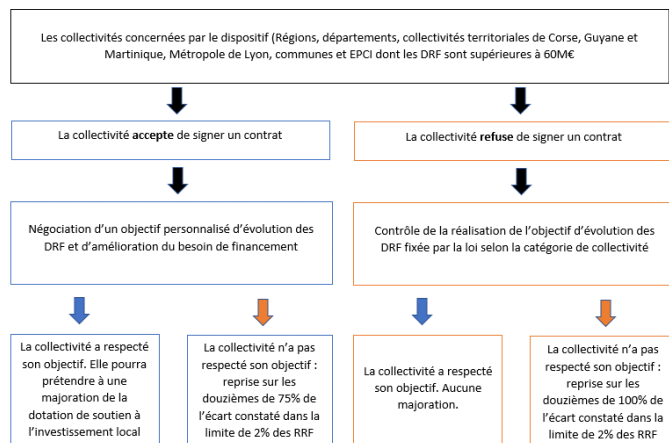 Les collectivités concernées par le dispositif (Régions, départements, collectivités territoriales de Corse, Guyane et
Martinique, Métropole de Lyon, communes et EPCI dont les DRF sont supérieures à 60M€
La collectivité accepte de signer un contrat
La collectivité refuse de signer un contrat
Négociation d’un objectif personnalisé d’évolution des
DRF et d’amélioration du besoin de financement
Contrôle de la réalisation de l’objectif d’évolution des
DRF fixée par la loi selon la catégorie de collectivité
La collectivité a respecté
son objectif. Elle pourra
prétendre à une
majoration de la
dotation de soutien à
l’investissement local
La collectivité n’a pas
respecté son objectif :
reprise sur les
douzièmes de 75% de
l’écart constaté dans la
limite de 2% des RRF
La collectivité a respecté
son objectif. Aucune
majoration.
La collectivité n’a pas
respecté son objectif :
reprise sur les
douzièmes de 100% de
l’écart constaté dans la
limite de 2% des RRF